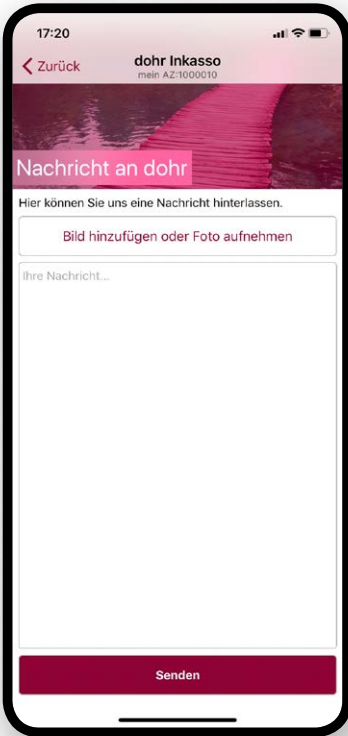 17:20
Zurück
dohr Inkasso
mein AZ:1000010
Nachricht an dohr
Hier können Sie uns eine Nachricht hinterlassen.
Bild hinzufügen oder Foto aufnehmen
Ihre Nachricht...
Senden